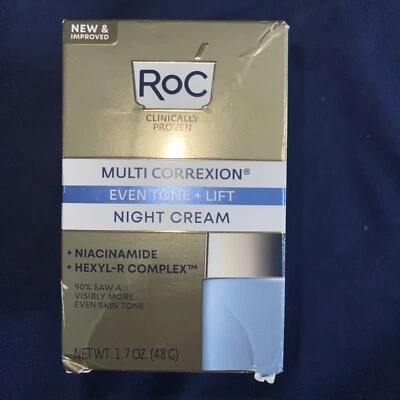 NEW &
IMPROVED
RoC
CLINICALLY
PROVEN
MULTI CORREXION®
EVEN TONE + LIFT
NIGHT CREAM
+ NIACINAMIDE
+ HEXYL-R COMPLEX™
90% SAW A
VISIBLY MORE
EVEN SKIN TONE
NET WT. 1.7 OZ. (48 G)